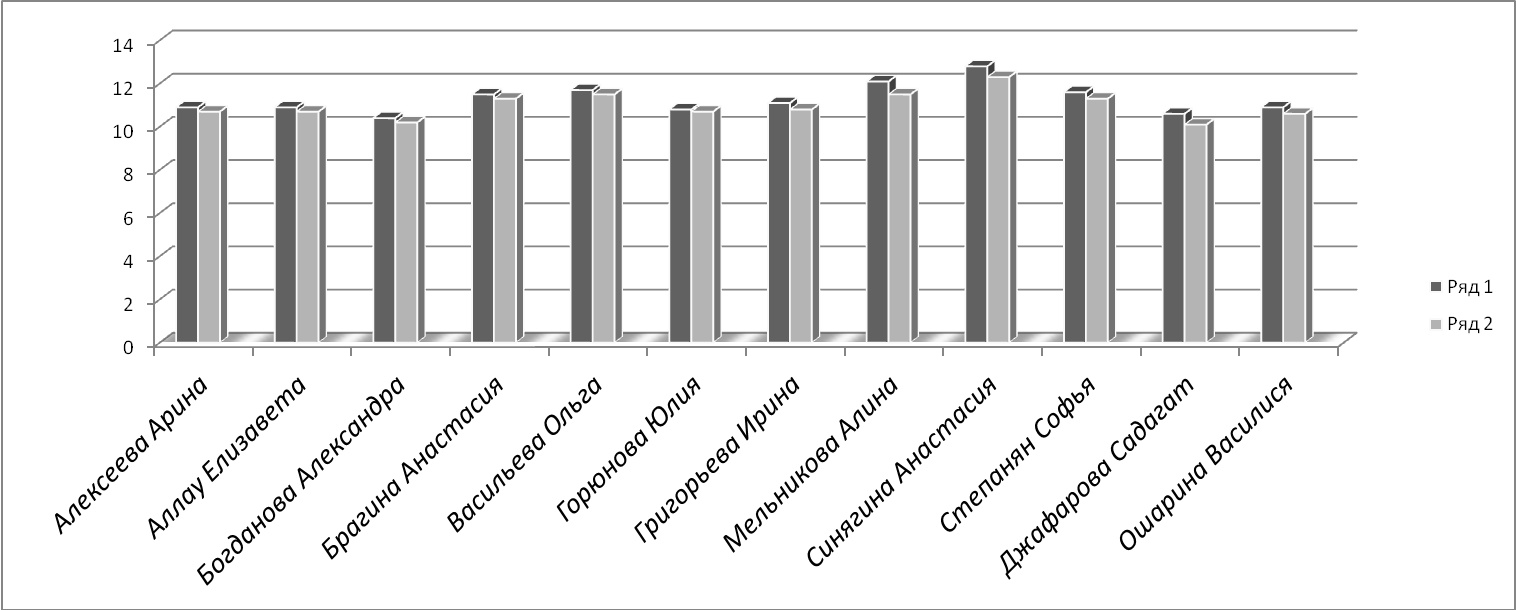 14
12
10
8
6
4
2
0
Алексеева Арина
Аллау Елизавета
Богданова Александра
Брагина Анастасия
Васильева Ольга
Горюнова Юлия
Григорьева Ирина
Мельникова Алина
Синягина Анастасия
Степанян Софья
Джафарова Садагат
Ошарина Василися
Ряд 1
Ряд 2